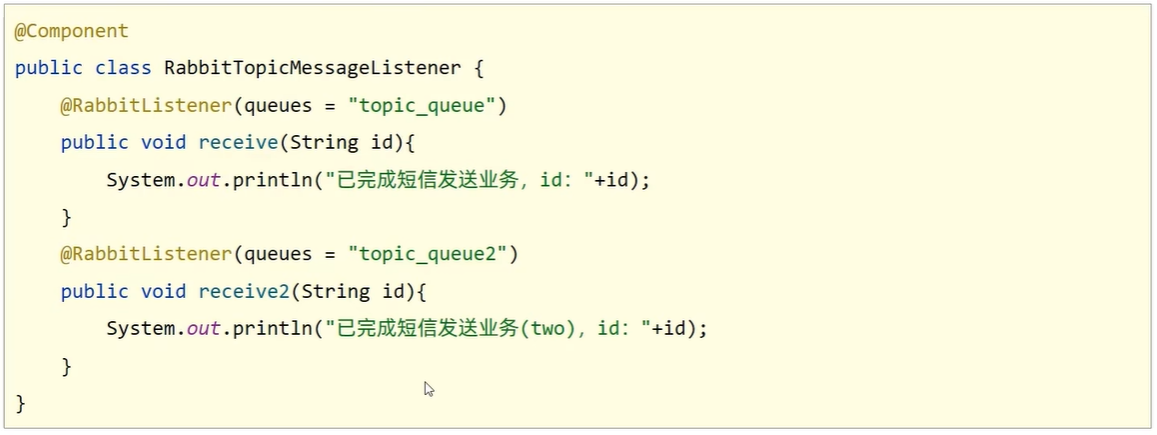 @Component
public class RabbitTopicMessageListener {
    @RabbitListener(queues = "topic_queue")
    public void receive(String id){
        System.out.println("已完成短信发送业务，id："+id);
    }
    @RabbitListener(queues = "topic_queue2")
    public void receive2(String id){
        System.out.println("已完成短信发送业务(two)，id："+id);
    }
}